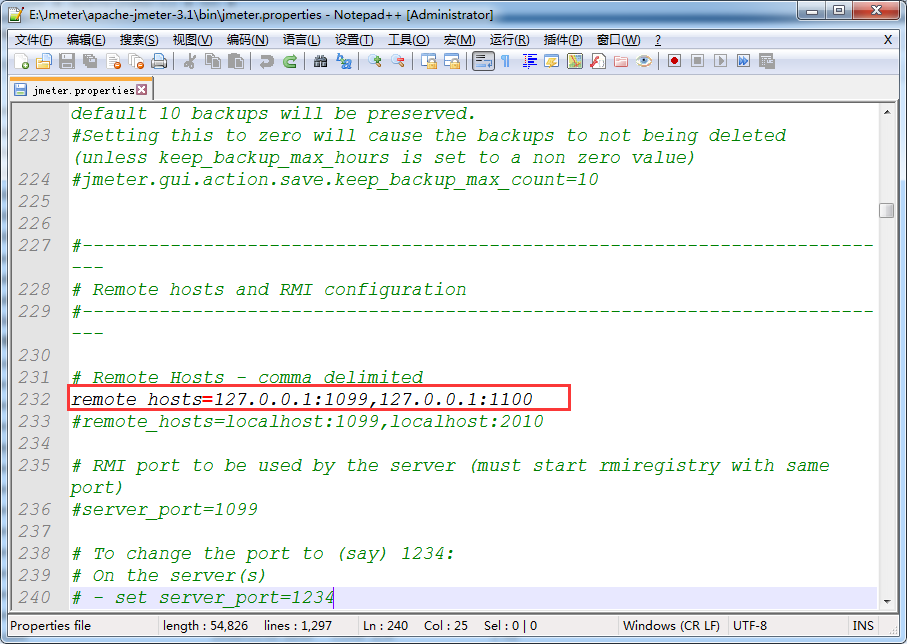 E:\Jmeter\apache-jmeter-3.1\bin\jmeter.properties - Notepad++ [Administrator]
文件(F) 编辑(E) 搜索(S) 视图(V) 编码(N) 语言(L) 设置(T) 工具(O) 宏(M) 运行(R) 插件(P) 窗口(W) ? X
jmeter.properties
default 10 backups will be preserved.
223 #Setting this to zero will cause the backups to not being deleted
(unless keep_backup_max_hours is set to a non zero value)
224 #jmeter.gui.action.save.keep_backup_max_count=10
225
226
227 #---------------------------------------------------------------------------
---
228 # Remote hosts and RMI configuration
229 #---------------------------------------------------------------------------
---
230
231 # Remote Hosts - comma delimited
232 remote_hosts=127.0.0.1:1099,127.0.0.1:1100
233 #remote_hosts=localhost:1099,localhost:2010
234
235 # RMI port to be used by the server (must start rmiregistry with same
port)
236 #server_port=1099
237
238 # To change the port to (say) 1234:
239 # On the server(s)
240 # - set server_port=1234
Properties file length : 54,826 lines : 1,297 Ln : 240 Col : 25 Sel : 0 | 0 Windows (CR LF) UTF-8 INS